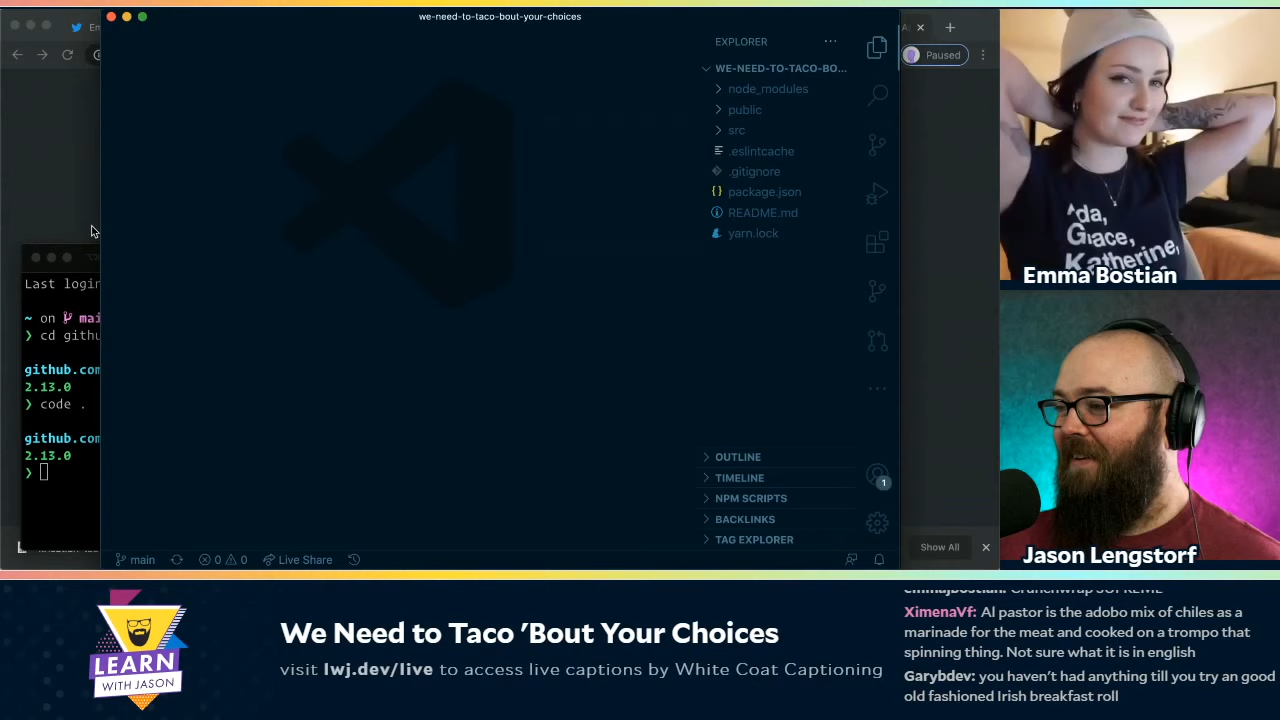 we-need-to-taco-bout-your-choices
EXPLORER
Paused
WE-NEED-TO-TACO-BO...
node_modules
public
src
.eslintcache
.gitignore
package.json
README.md
yarn.lock
OUTLINE
TIMELINE
NPM SCRIPTS
BACKLINKS
TAG EXPLORER
1
main
0 0
Live Share
Show All
Last login
~ on mai
❯ cd githu
github.com
2.13.0
❯ code .
github.com
2.13.0
❯
'da,
Grace,
Katherine,
Emma Bostian
Jason Lengstorf
LEARN
WITH JASON
We Need to Taco 'Bout Your Choices
visit lwj.dev/live to access live captions by White Coat Captioning
emmajbostian: Crunchwrap SUPREME
XimenaVf: Al pastor is the adobo mix of chiles as a
marinade for the meat and cooked on a trompo that
spinning thing. Not sure what it is in english
Garybdev: you haven't had anything till you try an good
old fashioned Irish breakfast roll